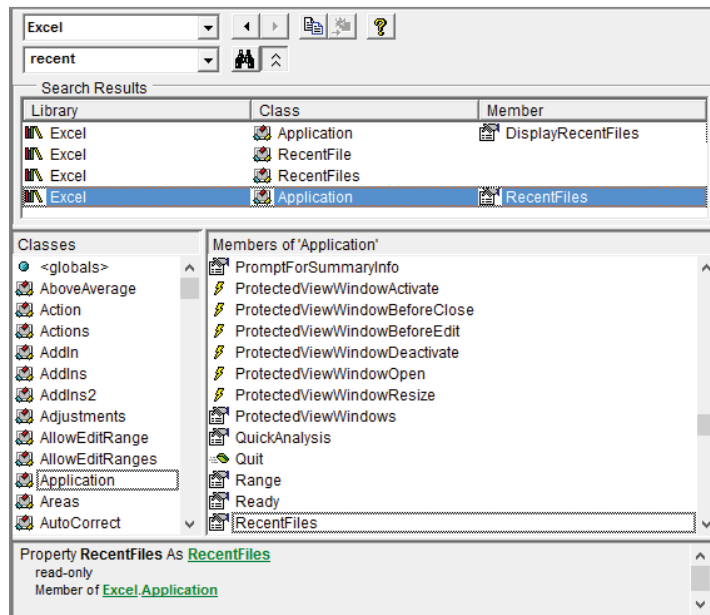 Excel
recent
Search Results
Library Class Member
Excel Application DisplayRecentFiles
Excel RecentFile
Excel RecentFiles
Excel Application RecentFiles
Classes
<globals>
AboveAverage
Action
Actions
AddIn
AddIns
AddIns2
Adjustments
AllowEditRange
AllowEditRanges
Application
Areas
AutoCorrect
Members of 'Application'
PromptForSummaryInfo
ProtectedViewWindowActivate
ProtectedViewWindowBeforeClose
ProtectedViewWindowBeforeEdit
ProtectedViewWindowDeactivate
ProtectedViewWindowOpen
ProtectedViewWindowResize
ProtectedViewWindows
QuickAnalysis
Quit
Range
Ready
RecentFiles
Property RecentFiles As RecentFiles
read-only
Member of Excel.Application